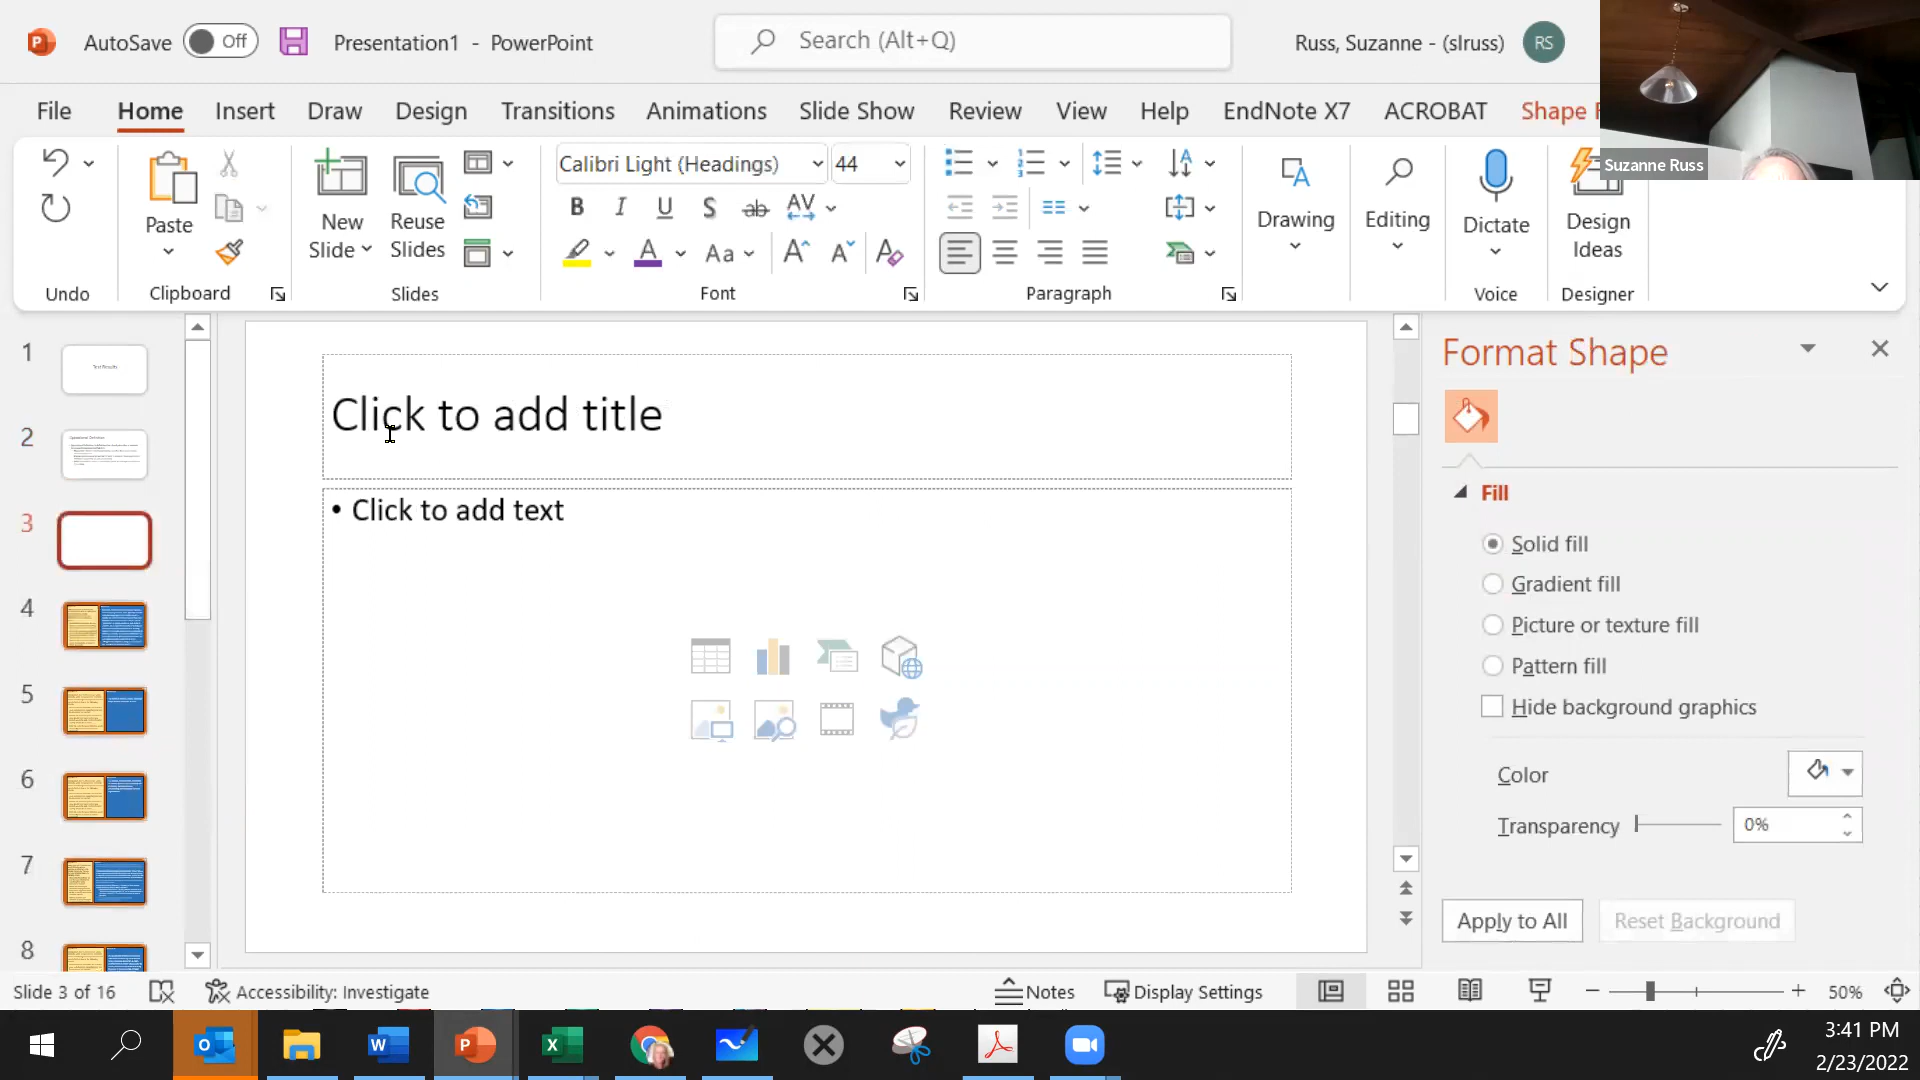 AutoSave Off Presentation1 - PowerPoint Search (Alt+Q) Russ, Suzanne - (slruss) RS
File Home Insert Draw Design Transitions Animations Slide Show Review View Help EndNote X7 ACROBAT Shape F
Suzanne Russ
Calibri Light (Headings) 44
Paste New Slide Reuse Slides Drawing Editing Dictate Design Ideas
Undo Clipboard Slides Font Paragraph Voice Designer
1 Test Results
2
3
4
5
6
7
8
Click to add title
• Click to add text
Format Shape
Fill
Solid fill
Gradient fill
Picture or texture fill
Pattern fill
Hide background graphics
Color
Transparency 0%
Apply to All Reset Background
Slide 3 of 16 Accessibility: Investigate Notes Display Settings 50%
3:41 PM
2/23/2022